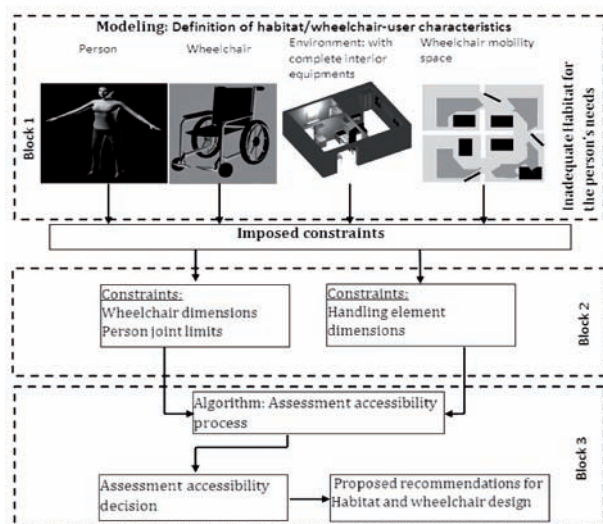 Modeling: Definition of habitat/wheelchair-user characteristics
Person
Wheelchair
Environment: with
complete interior
equipments
Wheelchair mobility
space
Block 1
Inadequate Habitat for
the person's needs
Imposed constraints
Constraints:
Wheelchair dimensions
Person joint limits
Constraints:
Handling element
dimensions
Block 2
Algorithm: Assessment accessibility
process
Assessment accessibility
decision
Proposed recommendations for
Habitat and wheelchair design
Block 3